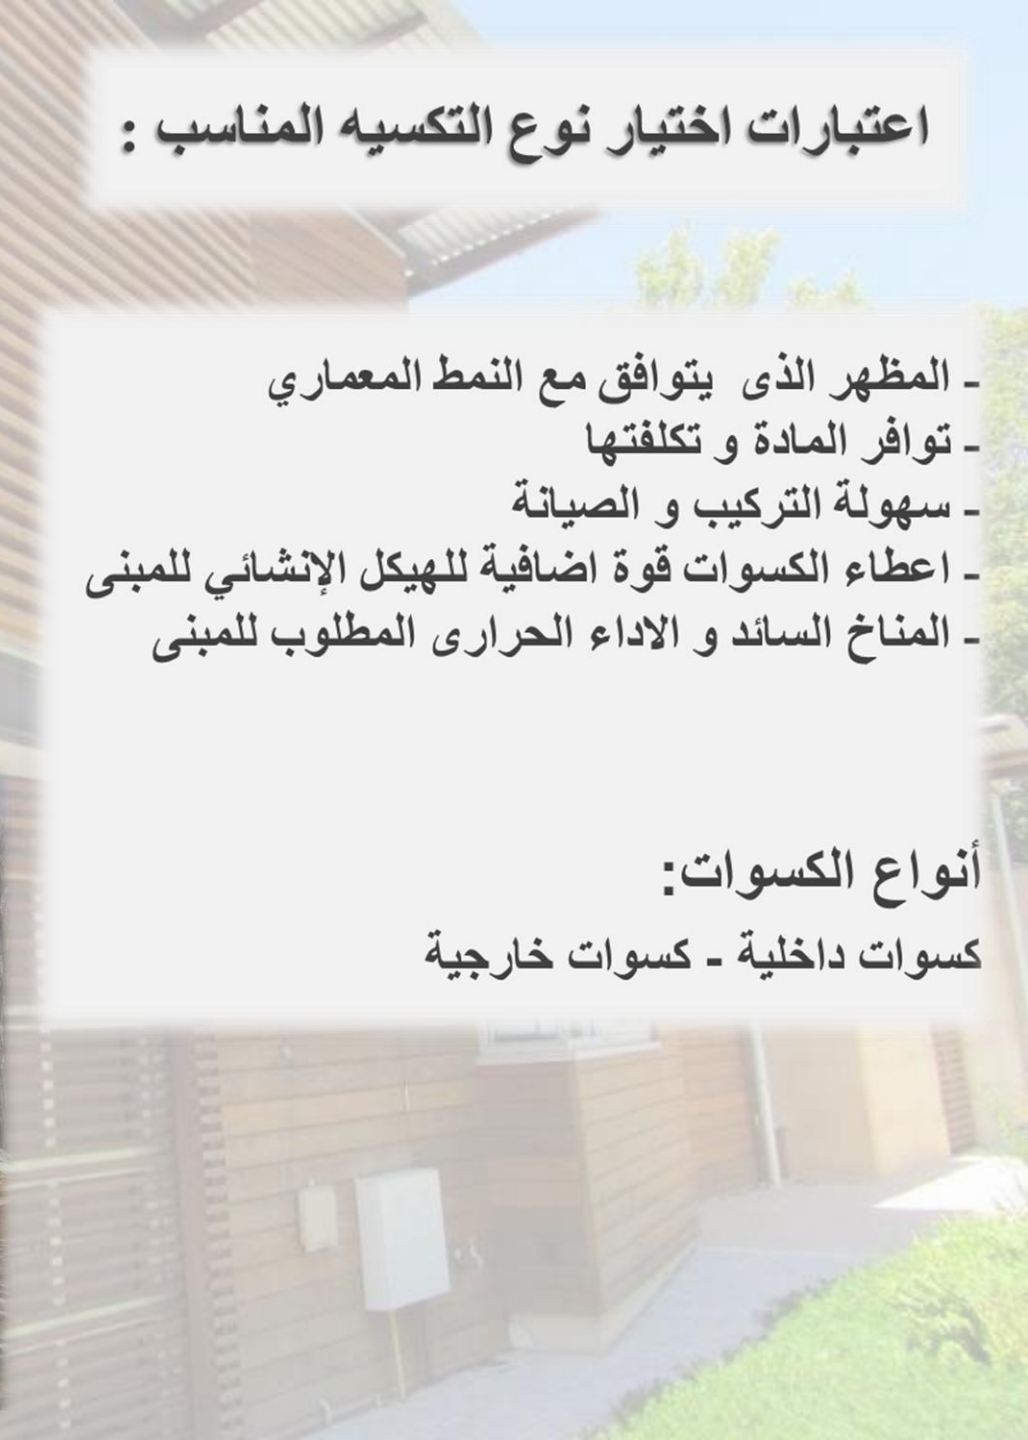 اعتبارات اختيار نوع التكسيه المناسب :
- المظهر الذى يتوافق مع النمط المعماري
- توافر المادة و تكلفتها
- سهولة التركيب و الصيانة
- اعطاء الكسوات قوة اضافية للهيكل الإنشائي للمبنى
- المناخ السائد و الاداء الحرارى المطلوب للمبنى
أنواع الكسوات:
كسوات داخلية - كسوات خارجية